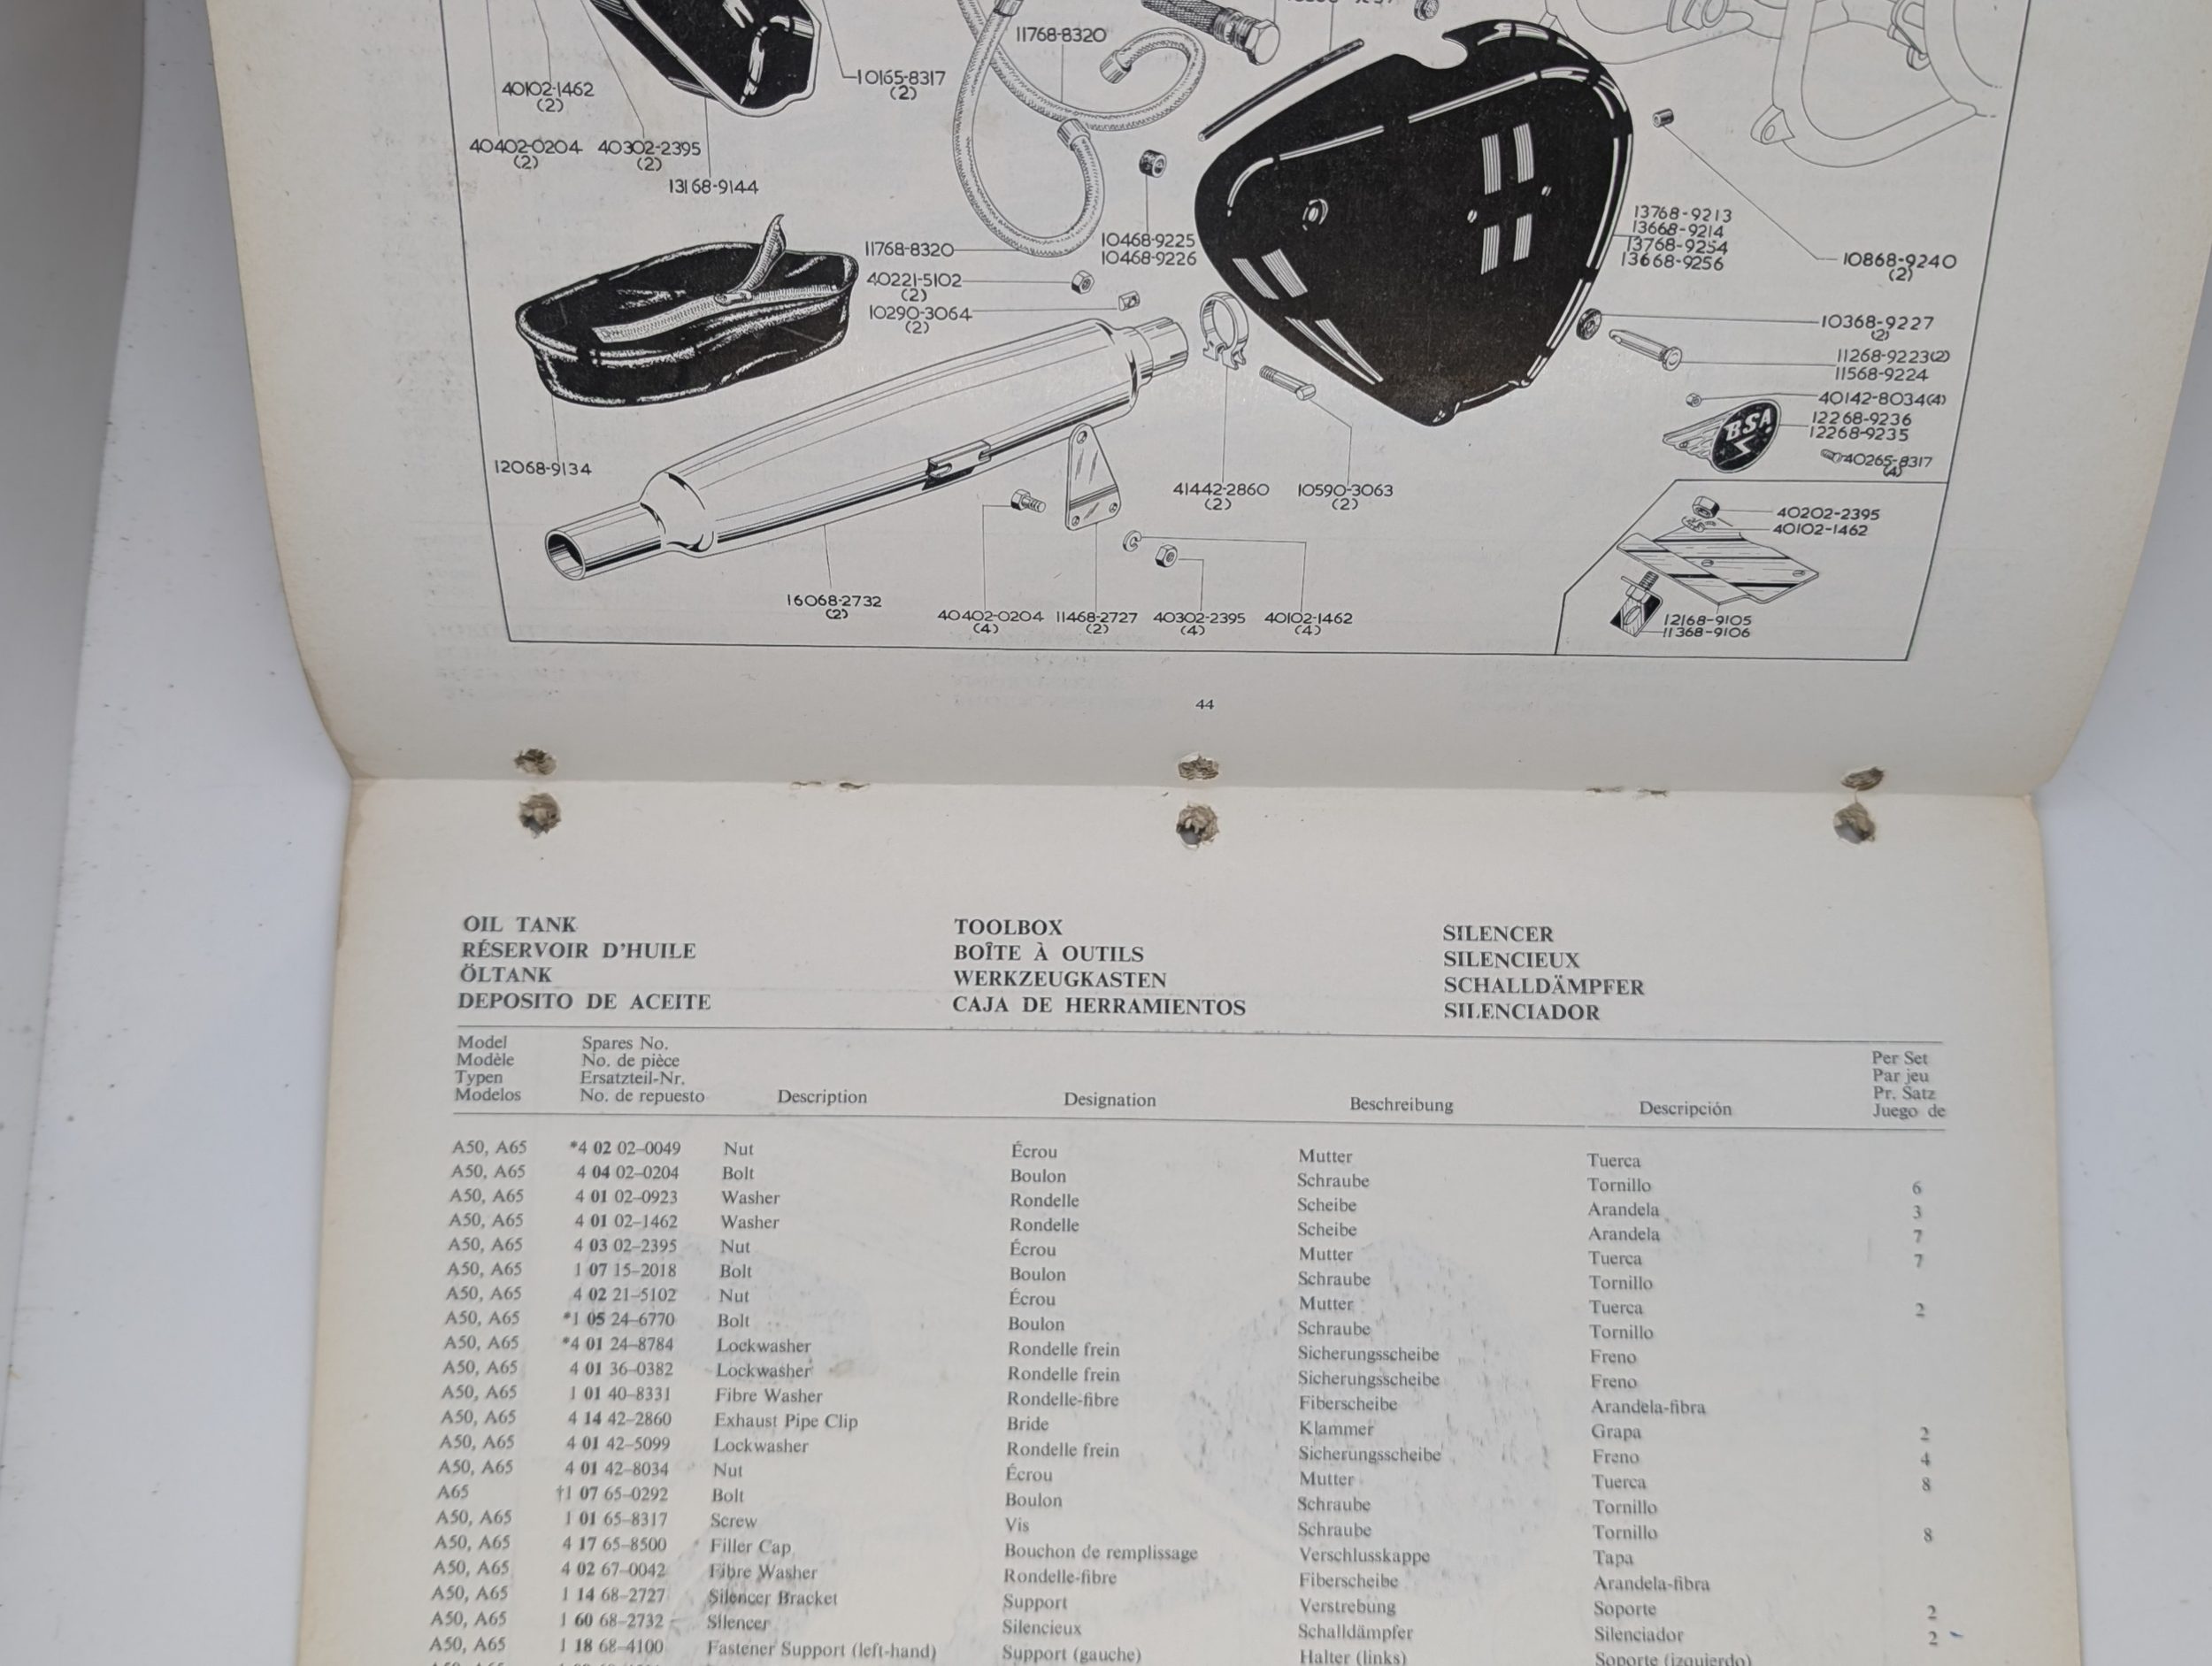 11768-8320
10165-8317
(2)
40102-1462
(2)
40402-0204
(2)
40302-2395
(2)
13168-9144
11768-8320
10468-9225
10468-9226
40221-5102
(2)
10290-3064
(2)
13768-9213
13668-9214
13768-9254
13668-9256
10868-9240
(2)
10368-9227
(2)
11268-9223(2)
11568-9224
40142-8034(4)
BSA
12268-9236
12268-9235
40265-8317
(4)
12068-9134
41442-2860
(2)
10590-3063
(2)
40202-2395
40102-1462
16068-2732
(2)
40402-0204
(4)
11468-2727
(2)
40302-2395
(4)
40102-1462
(4)
12168-9105
11368-9106
44
OIL TANK TOOLBOX SILENCER
RÉSERVOIR D'HUILE BOÎTE À OUTILS SILENCIEUX
ÖLTANK WERKZEUGKASTEN SCHALLDÄMPFER
DEPOSITO DE ACEITE CAJA DE HERRAMIENTOS SILENCIADOR
Model Spares No. Per Set
Modèle No. de pièce Par jeu
Typen Ersatzteil-Nr. Pr. Satz
Modelos No. de repuesto Description Designation Beschreibung Descripción Juego de
A50, A65 *4 02 02–0049 Nut Écrou Mutter Tuerca
A50, A65 4 04 02–0204 Bolt Boulon Schraube Tornillo 6
A50, A65 4 01 02–0923 Washer Rondelle Scheibe Arandela 3
A50, A65 4 01 02–1462 Washer Rondelle Scheibe Arandela 7
A50, A65 4 03 02–2395 Nut Écrou Mutter Tuerca 7
A50, A65 1 07 15–2018 Bolt Boulon Schraube Tornillo
A50, A65 4 02 21–5102 Nut Écrou Mutter Tuerca 2
A50, A65 *1 05 24–6770 Bolt Boulon Schraube Tornillo
A50, A65 *4 01 24–8784 Lockwasher Rondelle frein Sicherungsscheibe Freno
A50, A65 4 01 36–0382 Lockwasher Rondelle frein Sicherungsscheibe Freno
A50, A65 1 01 40–8331 Fibre Washer Rondelle-fibre Fiberscheibe Arandela-fibra
A50, A65 4 14 42–2860 Exhaust Pipe Clip Bride Klammer Grapa 2
A50, A65 4 01 42–5099 Lockwasher Rondelle frein Sicherungsscheibe Freno 4
A50, A65 4 01 42–8034 Nut Écrou Mutter Tuerca 8
A65 †1 07 65–0292 Bolt Boulon Schraube Tornillo
A50, A65 1 01 65–8317 Screw Vis Schraube Tornillo 8
A50, A65 4 17 65–8500 Filler Cap Bouchon de remplissage Verschlusskappe Tapa
A50, A65 4 02 67–0042 Fibre Washer Rondelle-fibre Fiberscheibe Arandela-fibra
A50, A65 1 14 68–2727 Silencer Bracket Support Verstrebung Soporte 2
A50, A65 1 60 68–2732 Silencer Silencieux Schalldämpfer Silenciador 2
A50, A65 1 18 68–4100 Fastener Support (left-hand) Support (gauche) Halter (links) Soporte (izquierdo)